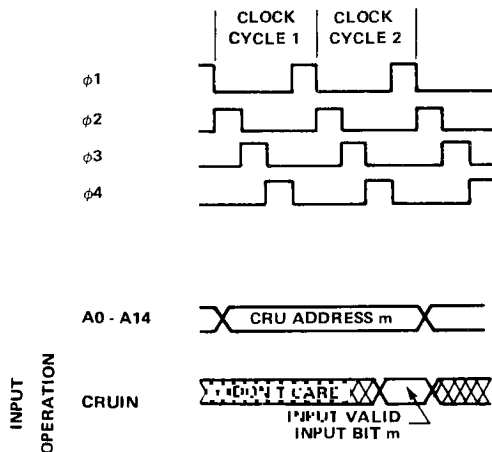 CLOCK CYCLE 1
CLOCK CYCLE 2
φ1
φ2
φ3
φ4
A0 - A14
CRU ADDRESS m
INPUT OPERATION
CRUIN
DON'T CARE
INPUT VALID
INPUT BIT m